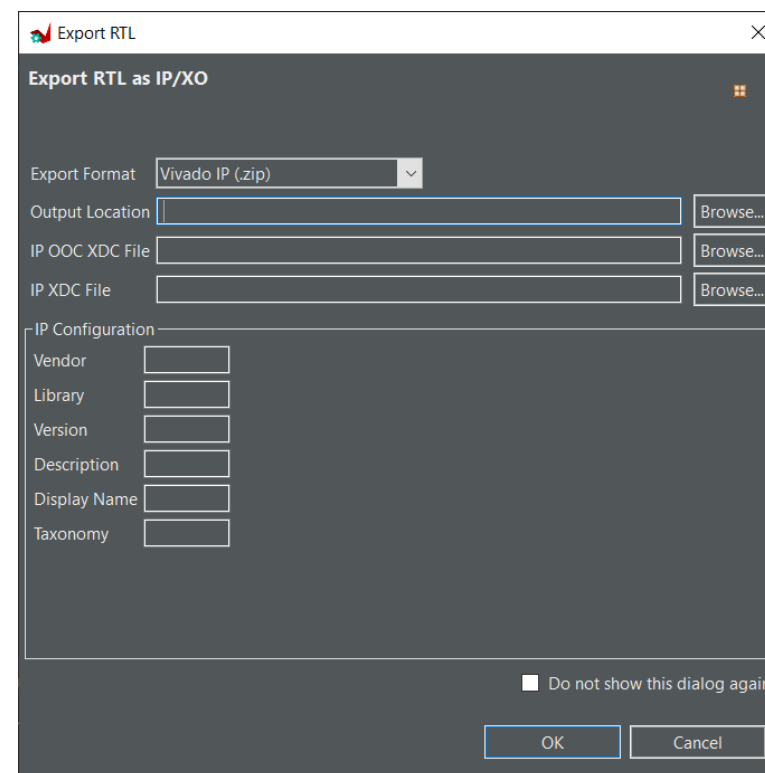 Export RTL
Export RTL as IP/XO
Export Format Vivado IP (.zip)
Output Location Browse...
IP OOC XDC File Browse...
IP XDC File Browse...
IP Configuration
Vendor
Library
Version
Description
Display Name
Taxonomy
Do not show this dialog again
OK Cancel